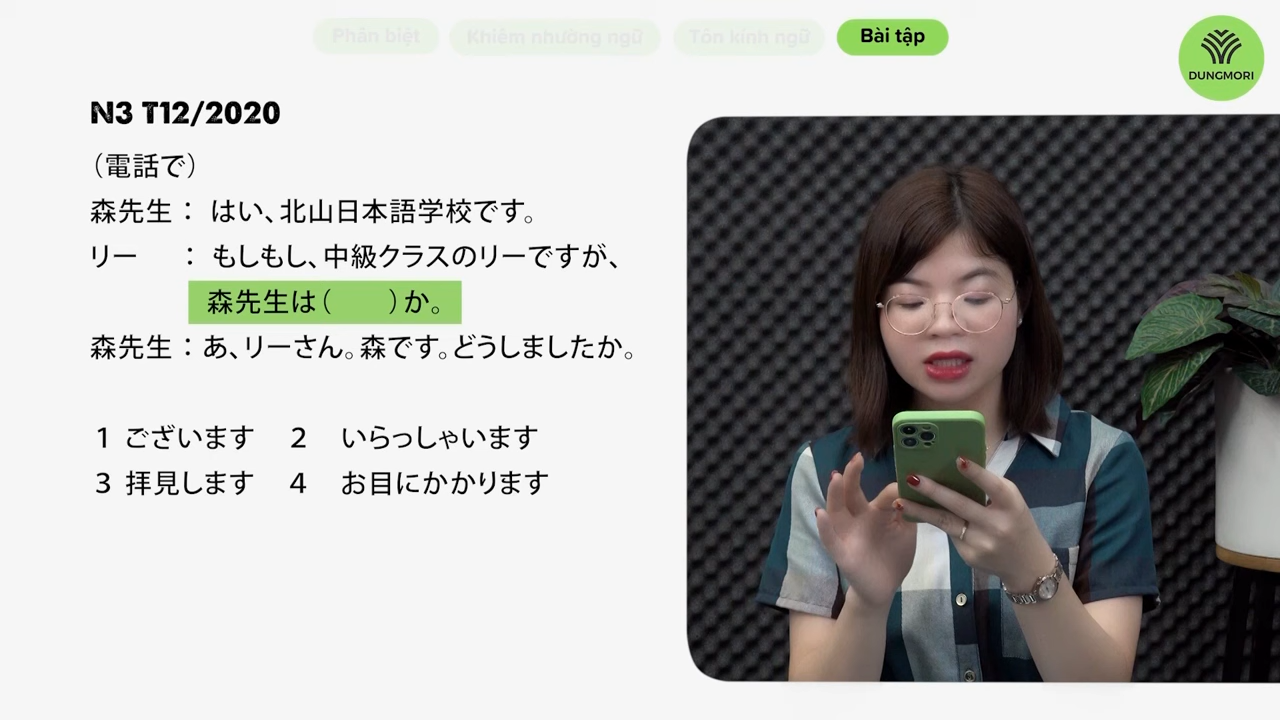 Phân biệt Khiêm nhường ngữ Tôn kính ngữ Bài tập
DUNGMORI
N3 T12/2020
（電話で）
森先生： はい、北山日本語学校です。
リー ： もしもし、中級クラスのリーですが、
森先生は（ ）か。
森先生：あ、リーさん。森です。どうしましたか。
1 ございます 2 いらっしゃいます
3 拝見します 4 お目にかかります